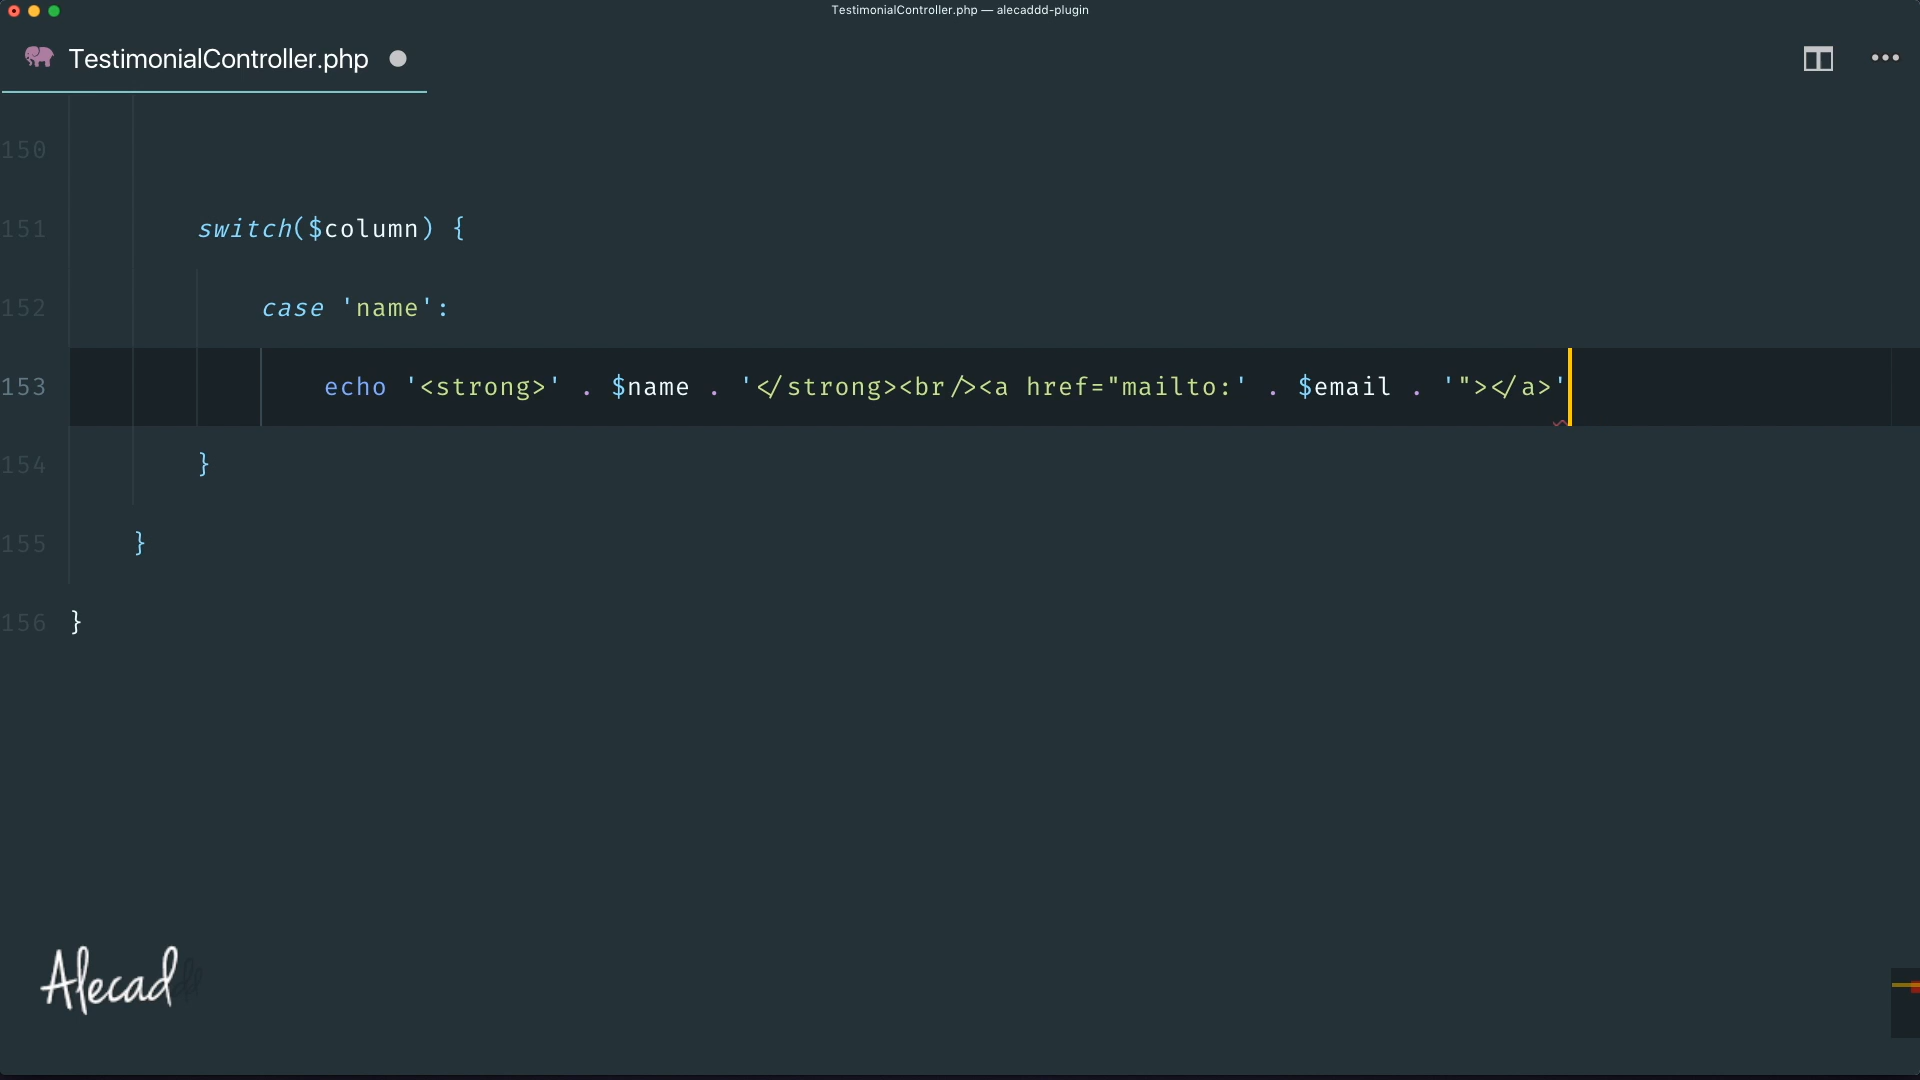 TestimonialController.php — alecaddd-plugin
TestimonialController.php
150
151 switch($column) {
152 case 'name':
153 echo '<strong>' . $name . '</strong><br/><a href="mailto:' . $email . '"></a>'
154 }
155 }
156 }
Alecad